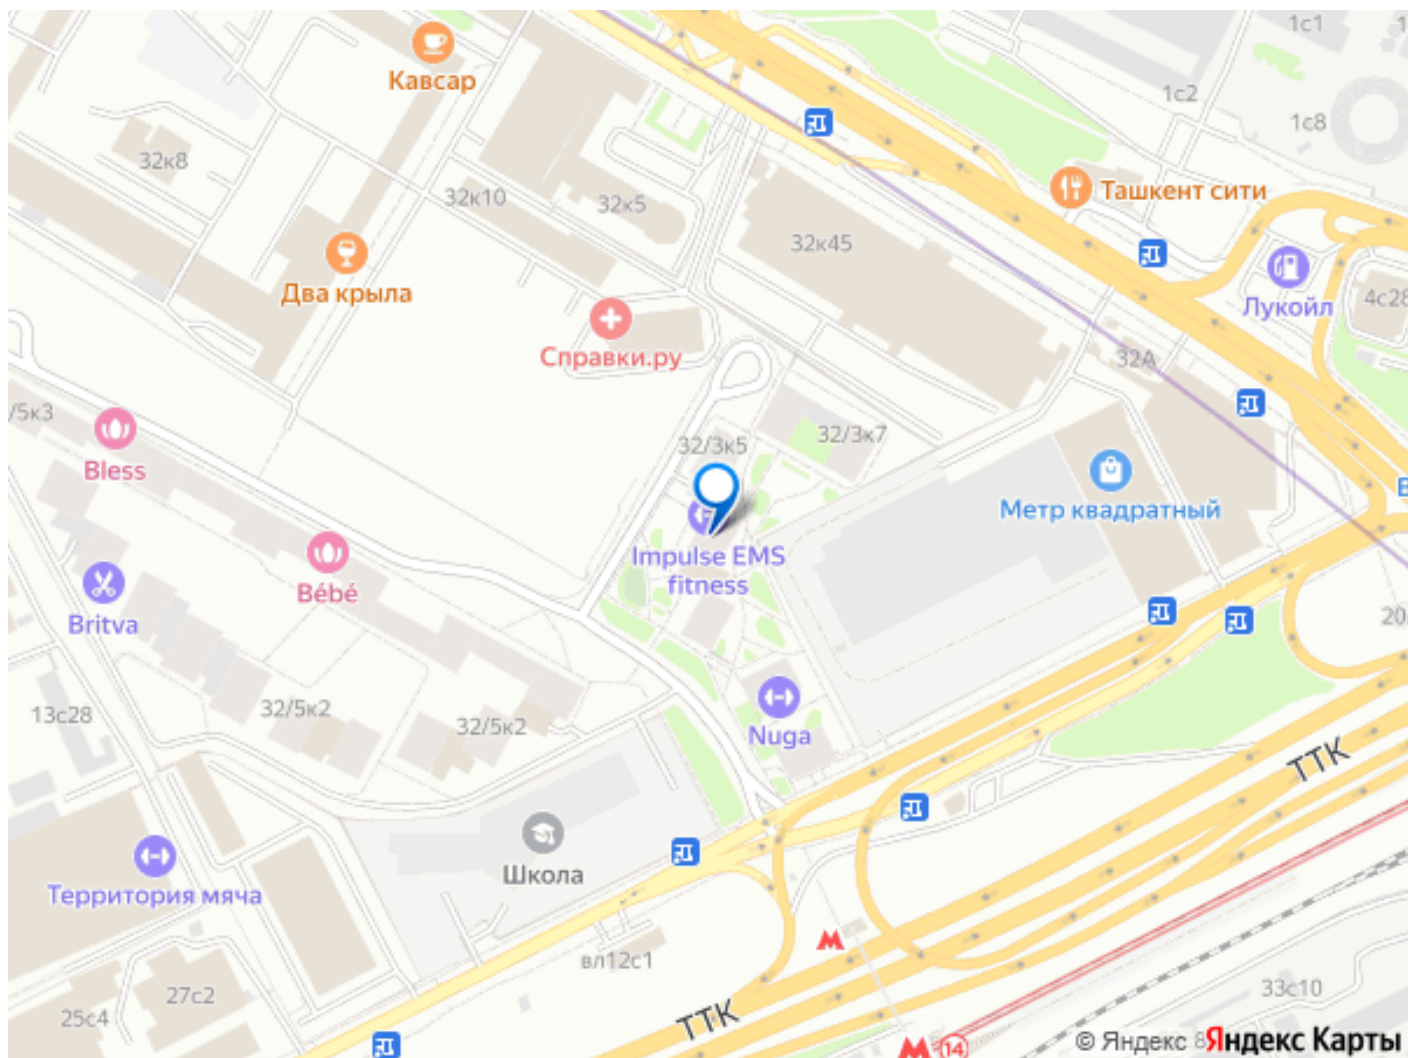 1с1
Кавсар
1с2
1с8
32к8
32к10
32к5
Ташкент сити
32к45
Два крыла
Лукойл
4с28
Справки.ру
32А
/5к3
32/3к5
32/3к7
Bless
Метр квадратный
Impulse EMS
fitness
Bébé
Britva
20
13с28
32/5к2
32/5к2
Nuga
ТТК
Школа
Территория мяча
вл12с1
27с2
25с4
ТТК
33с10
14
© Яндекс 8
Яндекс Карты